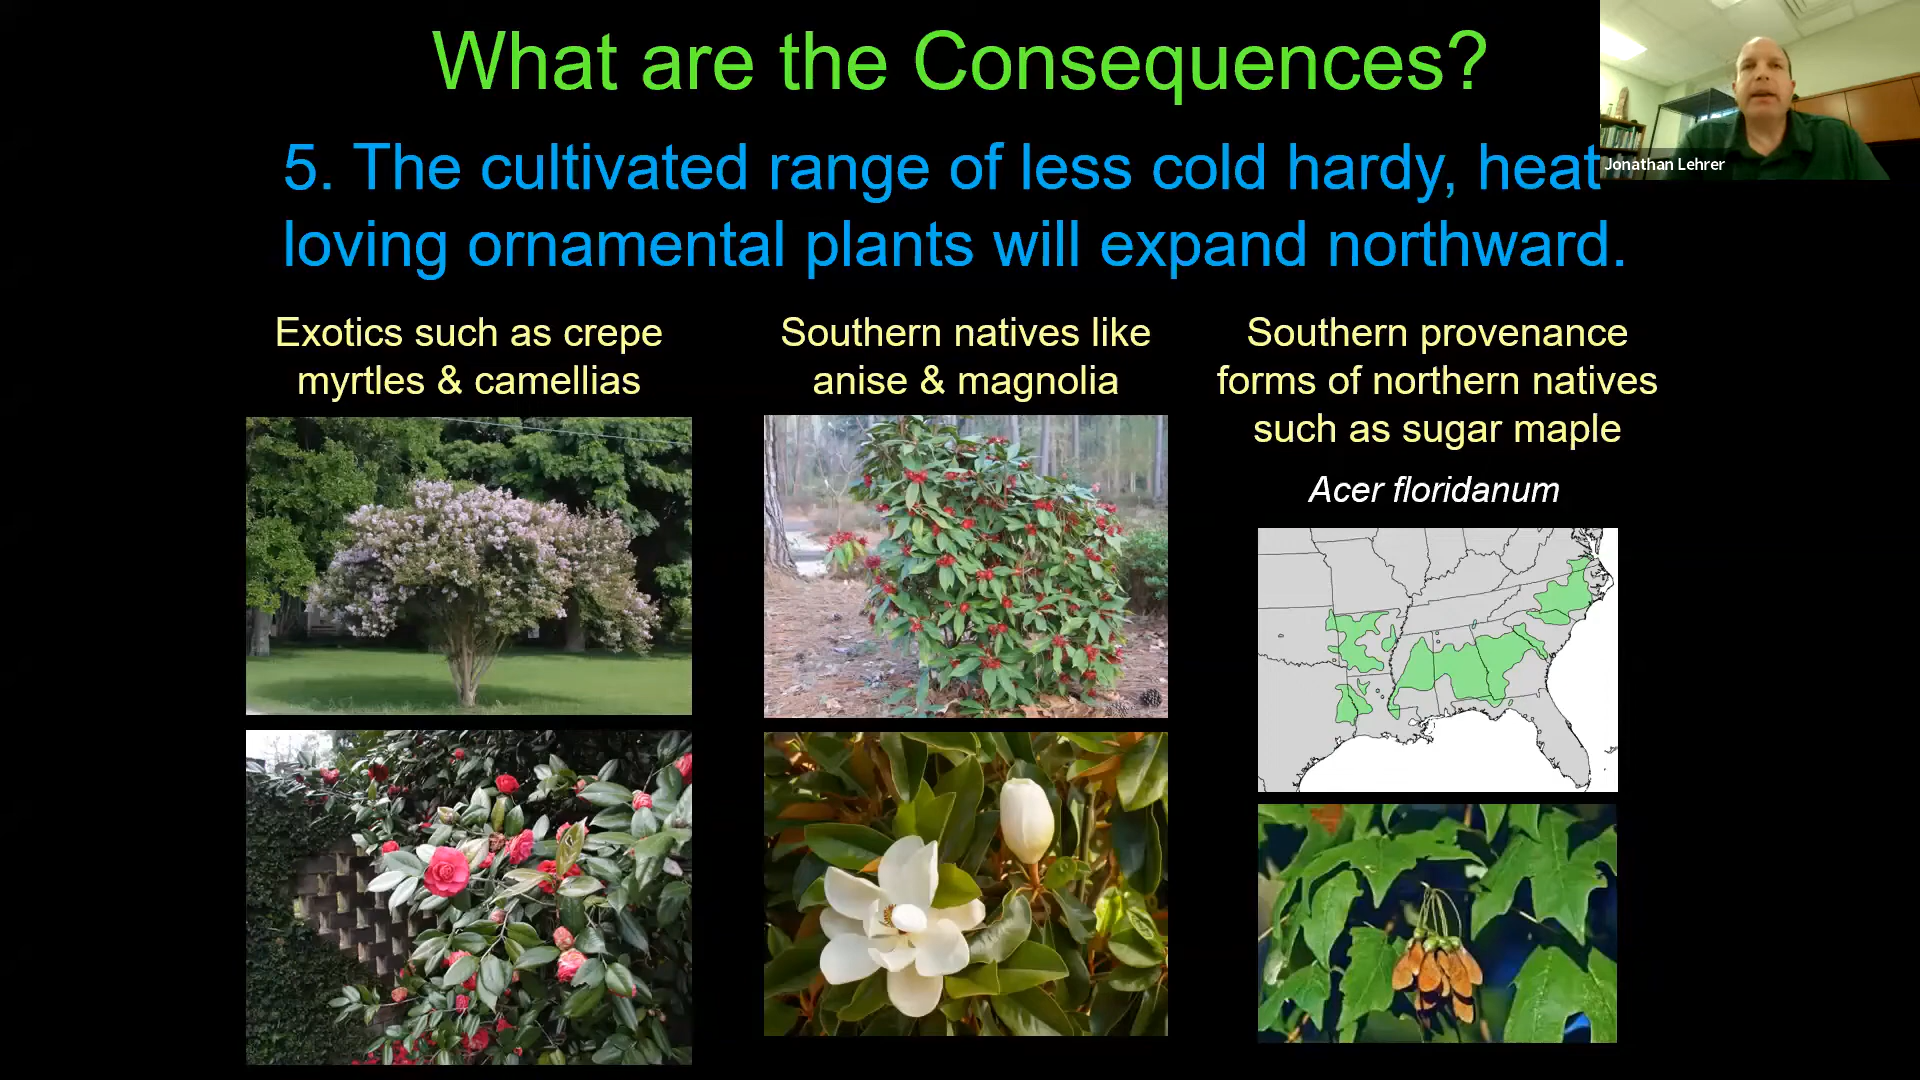 What are the Consequences?
5. The cultivated range of less cold hardy, heat
loving ornamental plants will expand northward.
Jonathan Lehrer
Exotics such as crepe
myrtles & camellias
Southern natives like
anise & magnolia
Southern provenance
forms of northern natives
such as sugar maple
Acer floridanum